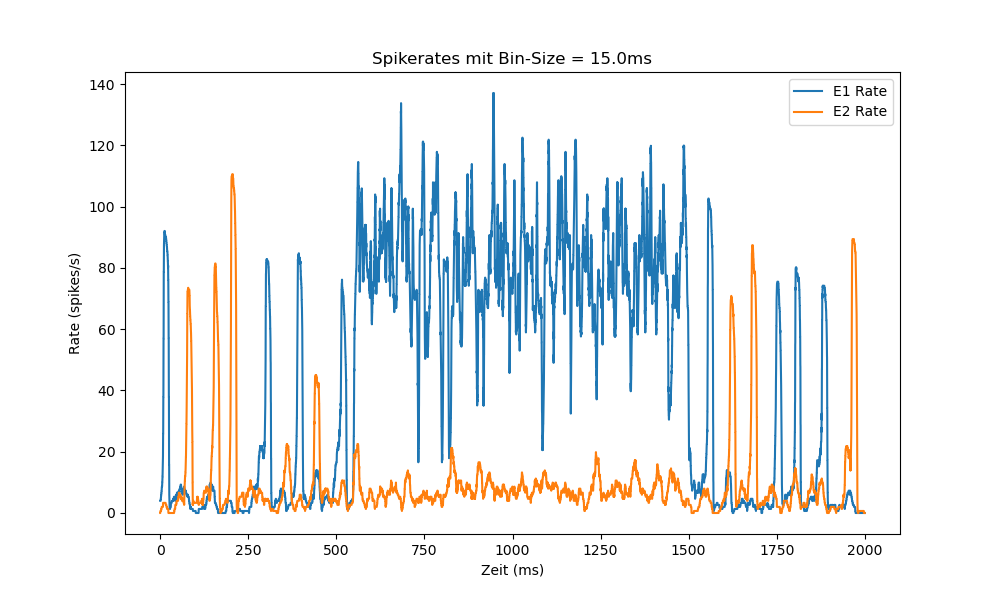 Spikerates mit Bin-Size = 15.0ms
E1 Rate
E2 Rate
Rate (spikes/s)
140
120
100
80
60
40
20
0
0 250 500 750 1000 1250 1500 1750 2000
Zeit (ms)